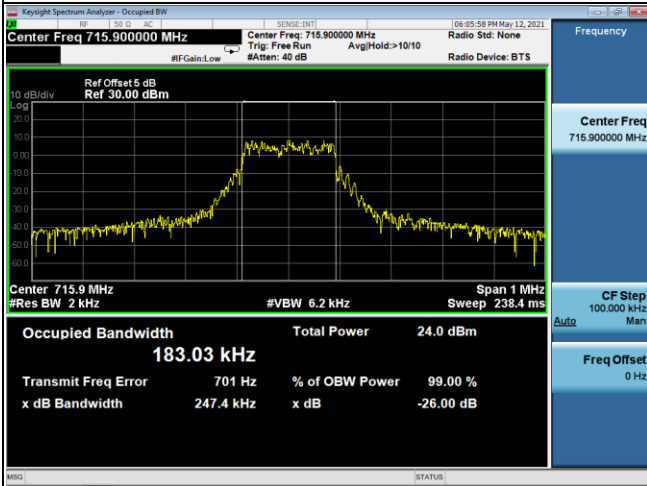 Keysight Spectrum Analyzer - Occupied BW
RF 50 Ω AC SENSE:INT 06:05:58 PM May 12, 2021
Center Freq 715.900000 MHz Center Freq: 715.900000 MHz Radio Std: None
Trig: Free Run Avg|Hold:>10/10
#IFGain:Low #Atten: 40 dB Radio Device: BTS
Ref Offset 5 dB
10 dB/div Ref 30.00 dBm
Log
20.0
10.0
0.00
-10.0
-20.0
-30.0
-40.0
-50.0
-60.0
Center 715.9 MHz Span 1 MHz
#Res BW 2 kHz #VBW 6.2 kHz Sweep 238.4 ms
Occupied Bandwidth Total Power 24.0 dBm
183.03 kHz
Transmit Freq Error 701 Hz % of OBW Power 99.00 %
x dB Bandwidth 247.4 kHz x dB -26.00 dB
MSG STATUS
Frequency
Center Freq
715.900000 MHz
CF Step
100.000 kHz
Auto Man
Freq Offset
0 Hz